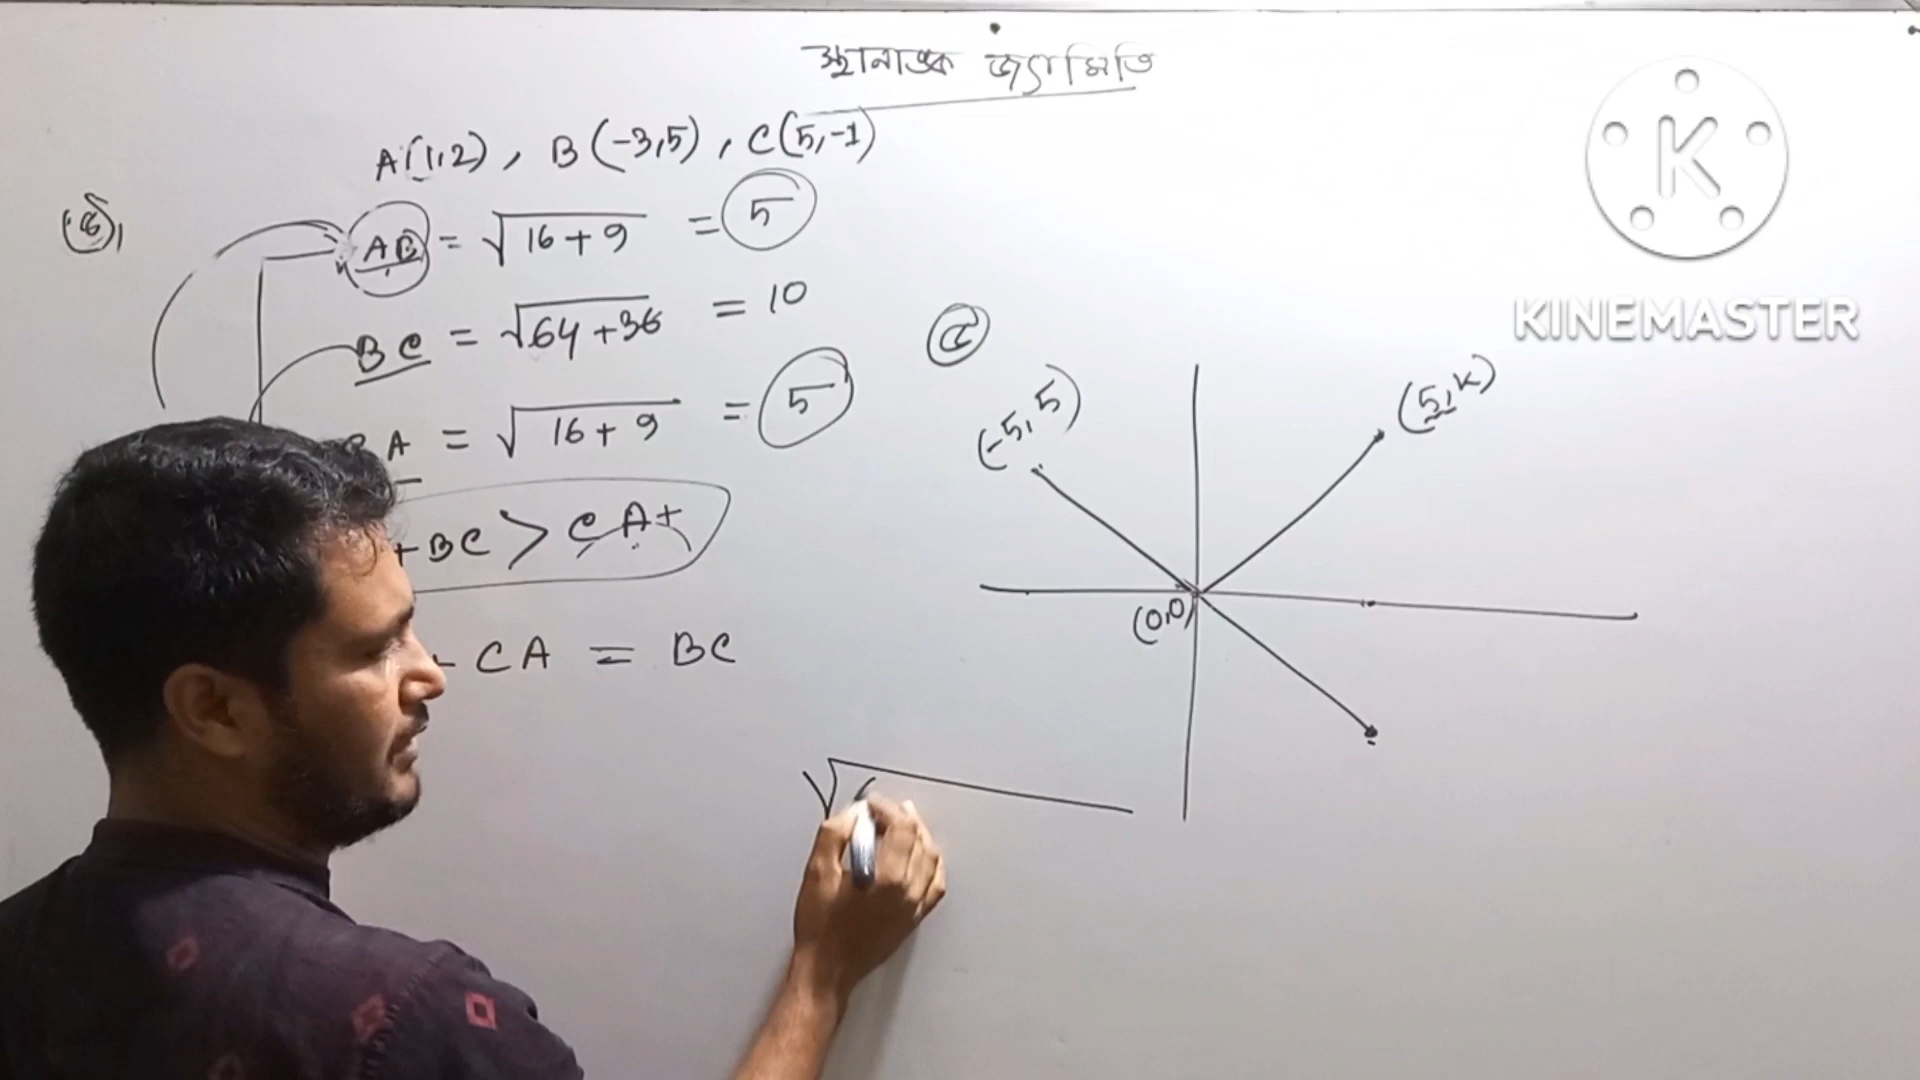 স্থানাঙ্ক জ্যামিতি
A(1,2) , B(-3,5) , C(5,-1)
AB = √16+9 = 5
BC = √64+36 = 10
A = √16+9 = 5
+BC > CA+
CA = BC
(-5, 5)
(5, K)
(0,0)
√(
K
KINEMASTER